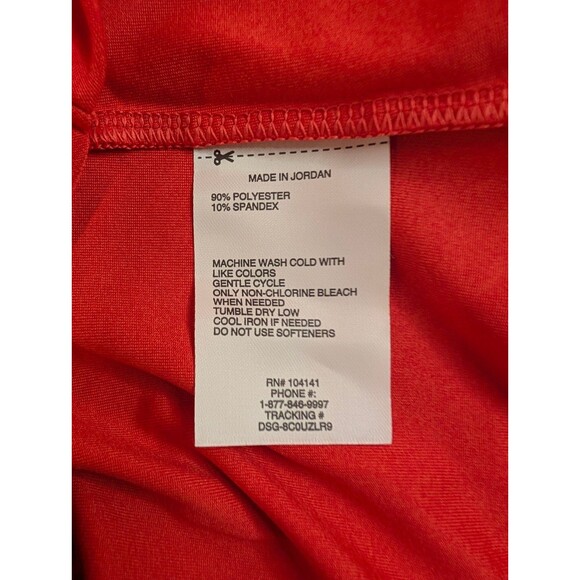 MADE IN JORDAN
90% POLYESTER
10% SPANDEX
MACHINE WASH COLD WITH
LIKE COLORS
GENTLE CYCLE
ONLY NON-CHLORINE BLEACH
WHEN NEEDED
TUMBLE DRY LOW
COOL IRON IF NEEDED
DO NOT USE SOFTENERS
RN# 104141
PHONE #:
1-877-846-9997
TRACKING #
DSG-8C0UZLR9